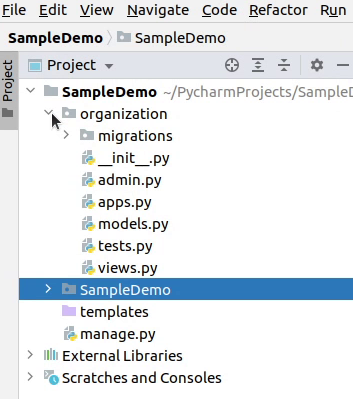 File Edit View Navigate Code Refactor Run
SampleDemo SampleDemo
Project
Project
SampleDemo ~/PycharmProjects/SampleD
organization
migrations
__init__.py
admin.py
apps.py
models.py
tests.py
views.py
SampleDemo
templates
manage.py
External Libraries
Scratches and Consoles